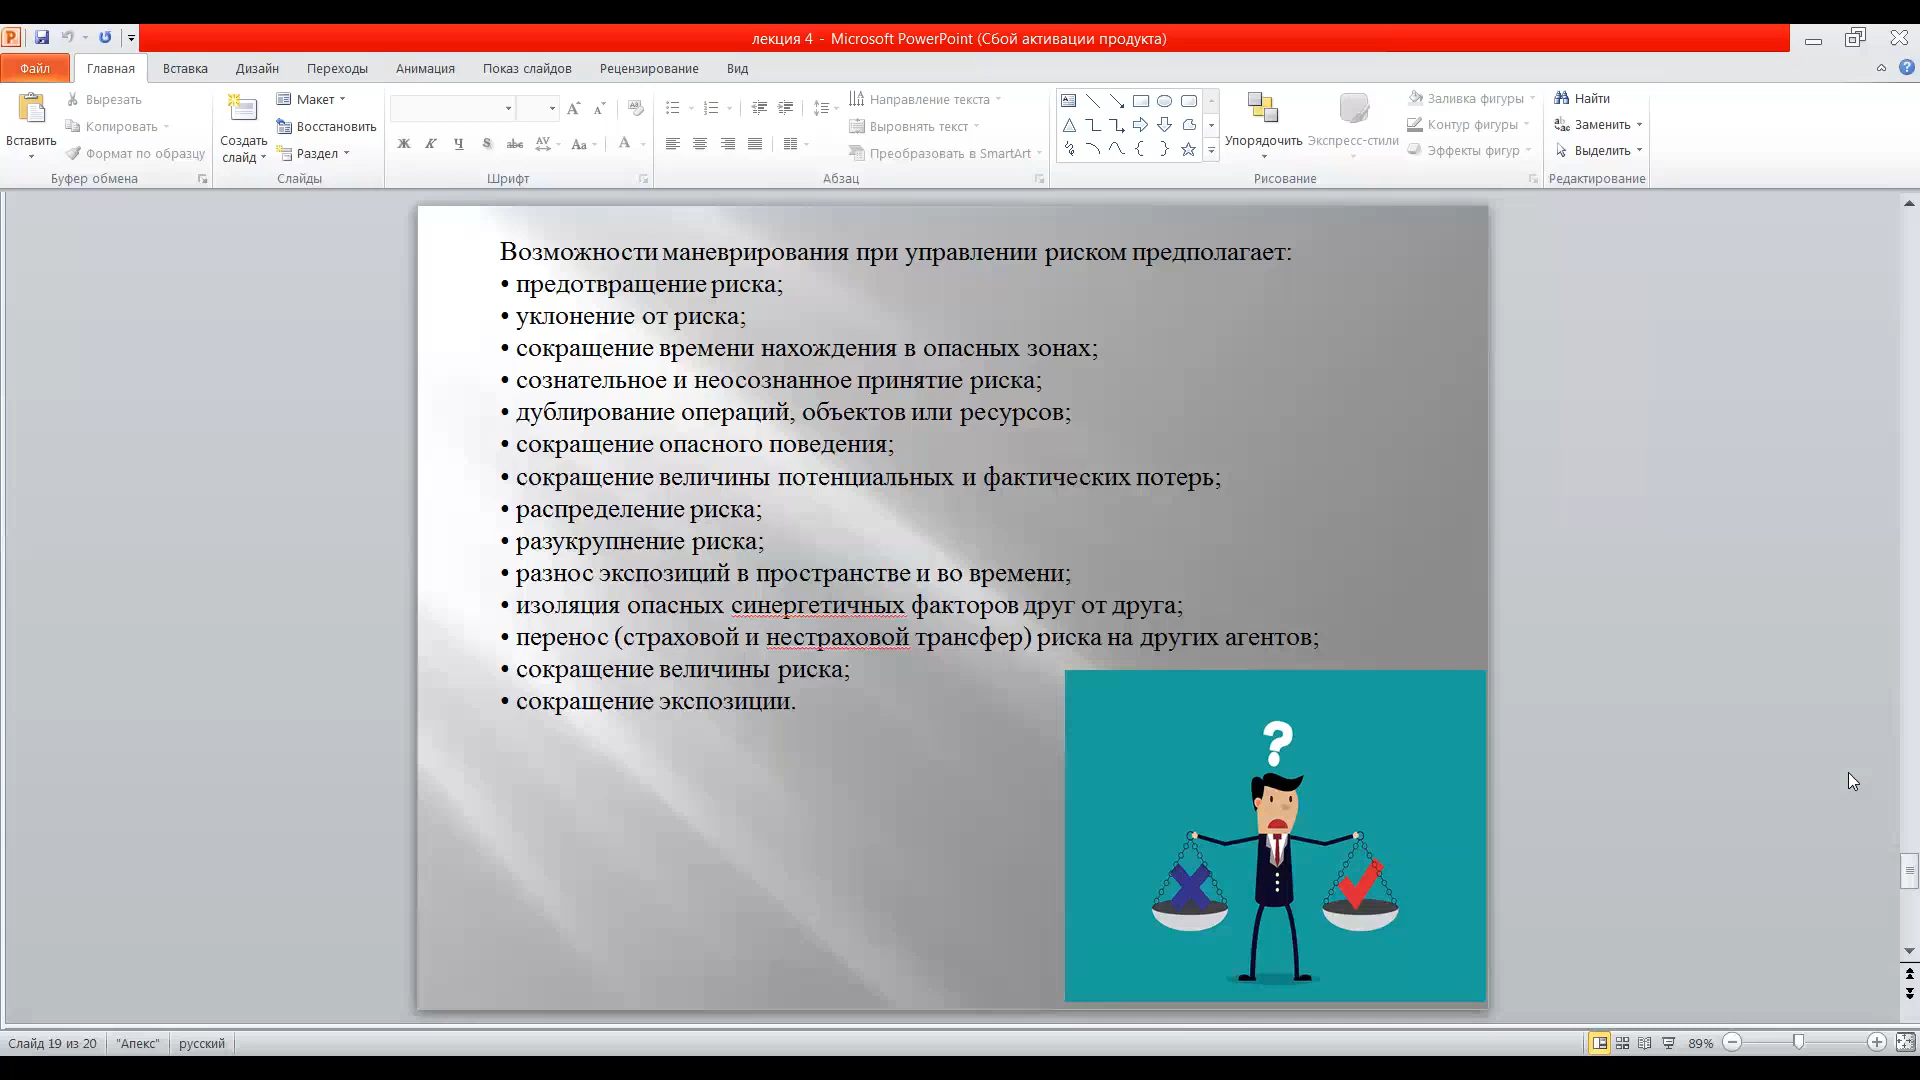 лекция 4 - Microsoft PowerPoint (Сбой активации продукта)
Файл Главная Вставка Дизайн Переходы Анимация Показ слайдов Рецензирование Вид
Вставить
Вырезать
Копировать
Формат по образцу
Буфер обмена
Создать слайд
Макет
Восстановить
Раздел
Слайды
Ж К Ч S abc AV Aa A
Шрифт
Направление текста
Выровнять текст
Преобразовать в SmartArt
Абзац
Упорядочить
Экспресс-стили
Заливка фигуры
Контур фигуры
Эффекты фигур
Рисование
Найти
Заменить
Выделить
Редактирование
Возможности маневрирования при управлении риском предполагает:
• предотвращение риска;
• уклонение от риска;
• сокращение времени нахождения в опасных зонах;
• сознательное и неосознанное принятие риска;
• дублирование операций, объектов или ресурсов;
• сокращение опасного поведения;
• сокращение величины потенциальных и фактических потерь;
• распределение риска;
• разукрупнение риска;
• разнос экспозиций в пространстве и во времени;
• изоляция опасных синергетичных факторов друг от друга;
• перенос (страховой и нестраховой трансфер) риска на других агентов;
• сокращение величины риска;
• сокращение экспозиции.
?
Слайд 19 из 20 "Апекс" русский 89%